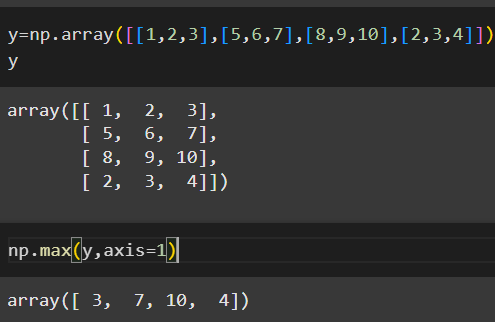 y=np.array([[1,2,3],[5,6,7],[8,9,10],[2,3,4]])
y
array([[ 1,  2,  3],
       [ 5,  6,  7],
       [ 8,  9, 10],
       [ 2,  3,  4]])
np.max(y,axis=1)
array([ 3,  7, 10,  4])